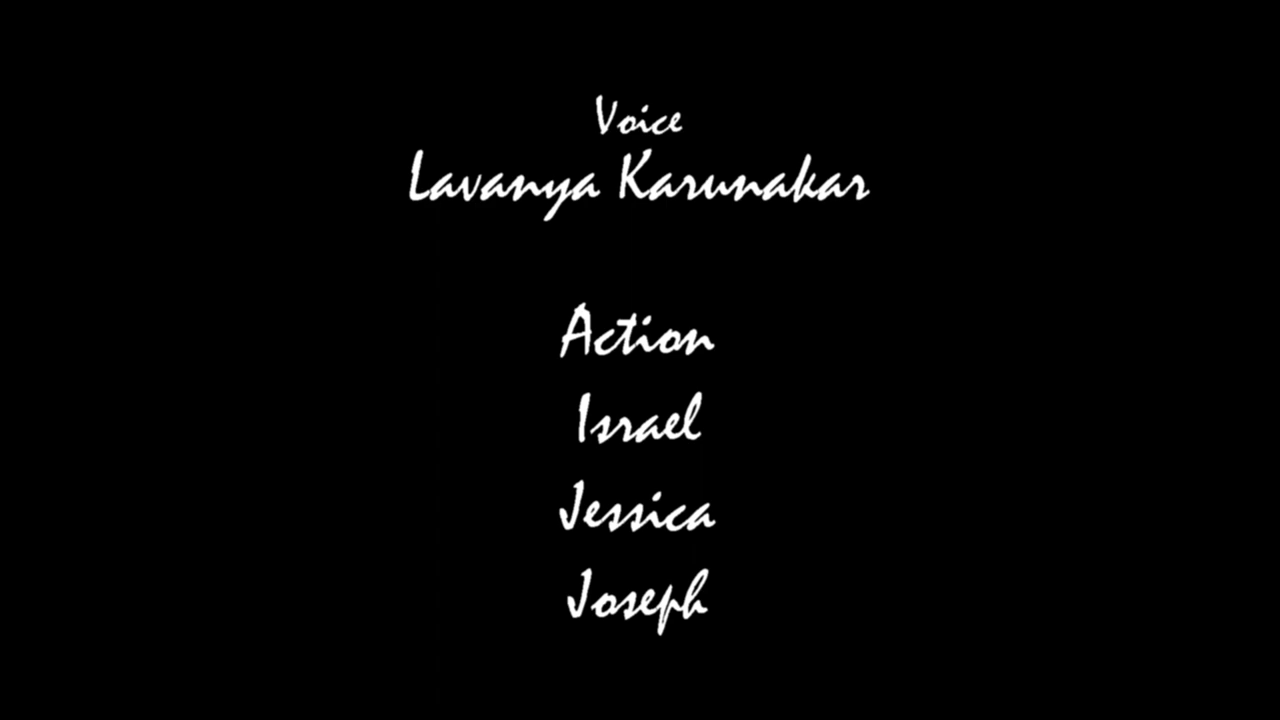 Voice
Lavanya Karunakar
Action
Israel
Jessica
Joseph